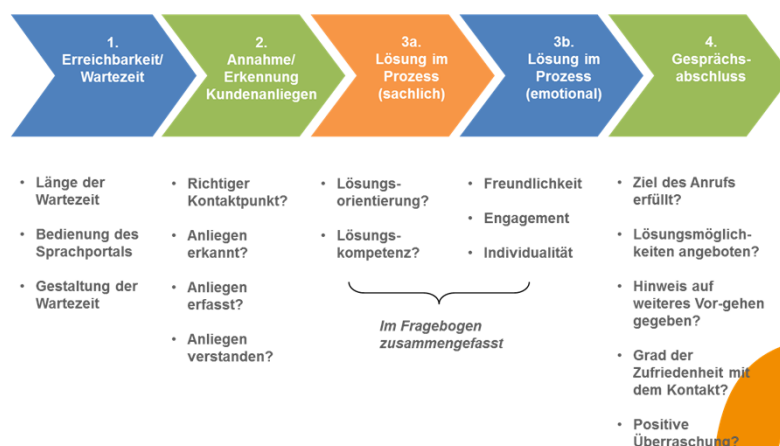 1.
Erreichbarkeit/
Wartezeit
2.
Annahme/
Erkennung
Kundenanliegen
3a.
Lösung im
Prozess
(sachlich)
3b.
Lösung im
Prozess
(emotional)
4.
Gesprächs-
abschluss
• Länge der
Wartezeit
• Bedienung des
Sprachportals
• Gestaltung der
Wartezeit
• Richtiger
Kontaktpunkt?
• Anliegen
erkannt?
• Anliegen
erfasst?
• Anliegen
verstanden?
• Lösungs-
orientierung?
• Lösungs-
kompetenz?
• Freundlichkeit
• Engagement
• Individualität
Im Fragebogen
zusammengefasst
• Ziel des Anrufs
erfüllt?
• Lösungsmöglich-
keiten angeboten?
• Hinweis auf
weiteres Vor-gehen
gegeben?
• Grad der
Zufriedenheit mit
dem Kontakt?
• Positive
Überraschung?